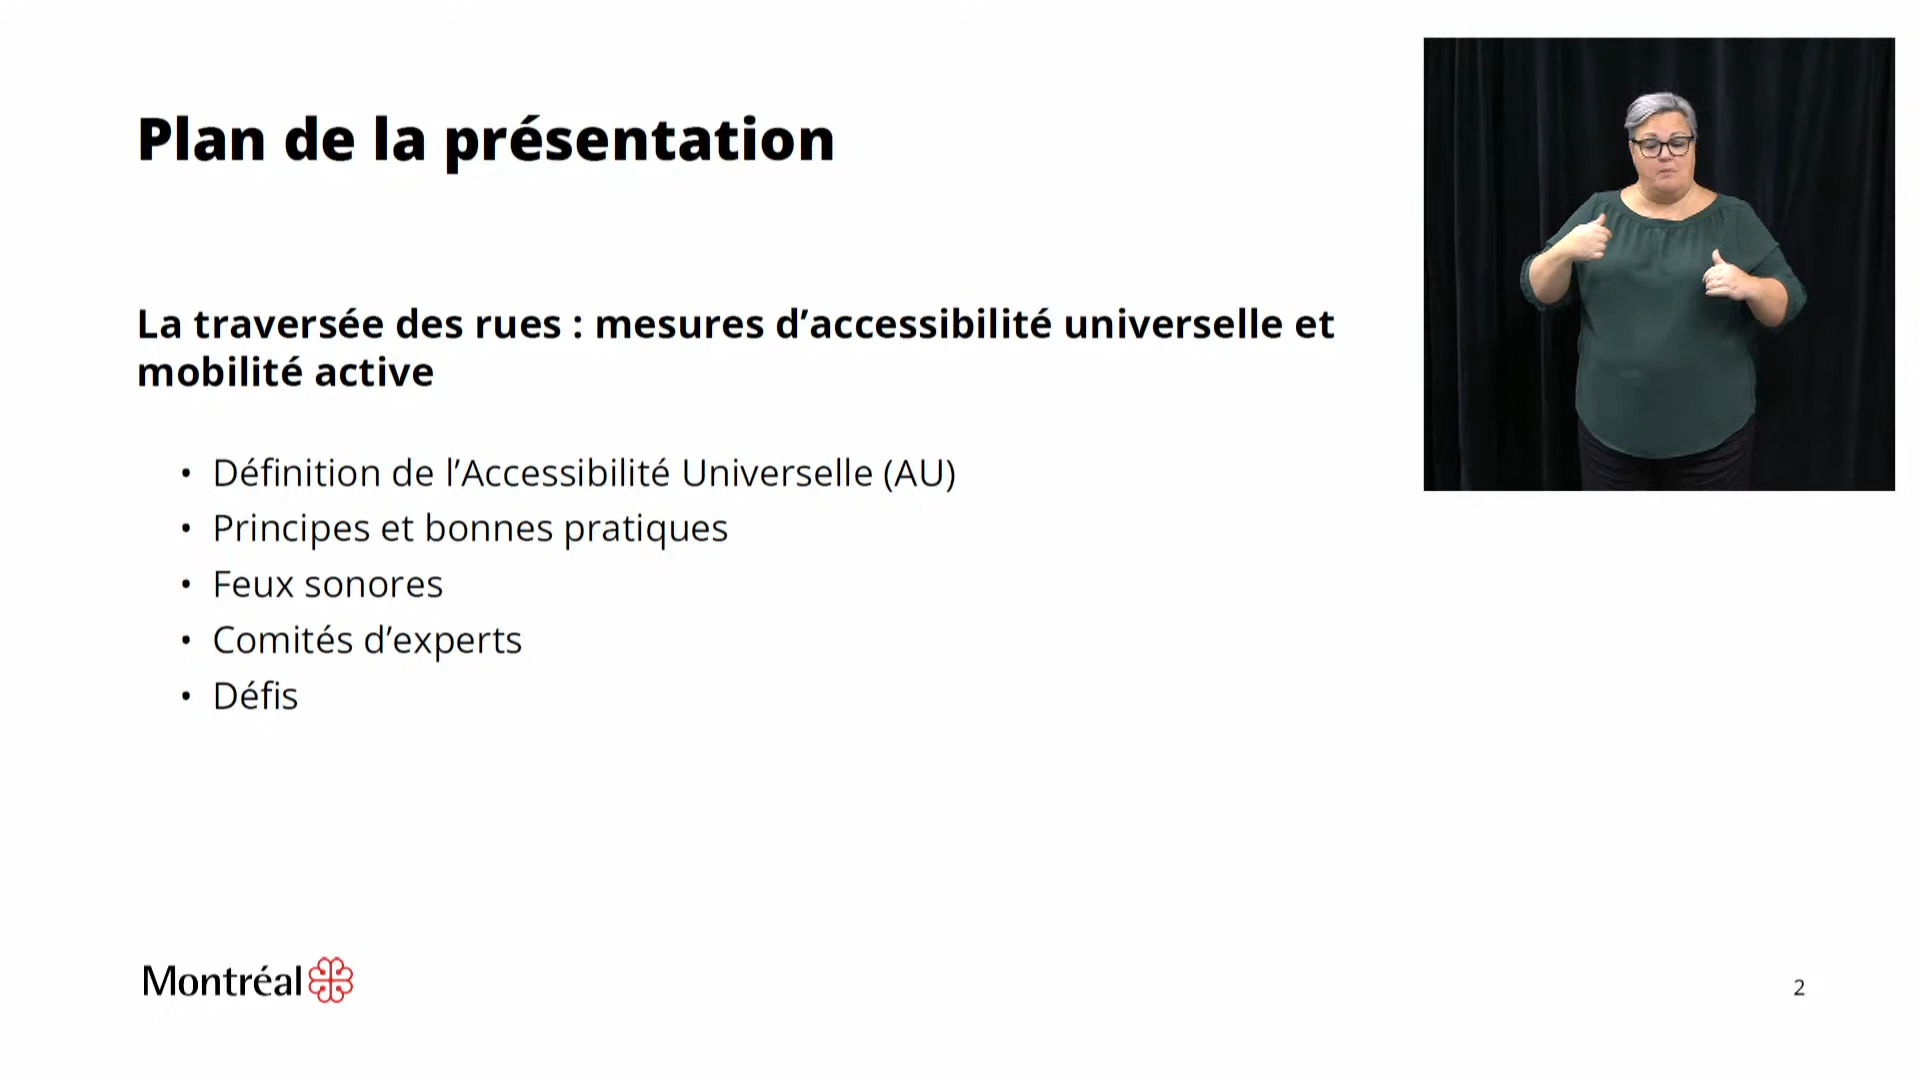 Plan de la présentation
La traversée des rues : mesures d’accessibilité universelle et
mobilité active
• Définition de l’Accessibilité Universelle (AU)
• Principes et bonnes pratiques
• Feux sonores
• Comités d’experts
• Défis
Montréal
2